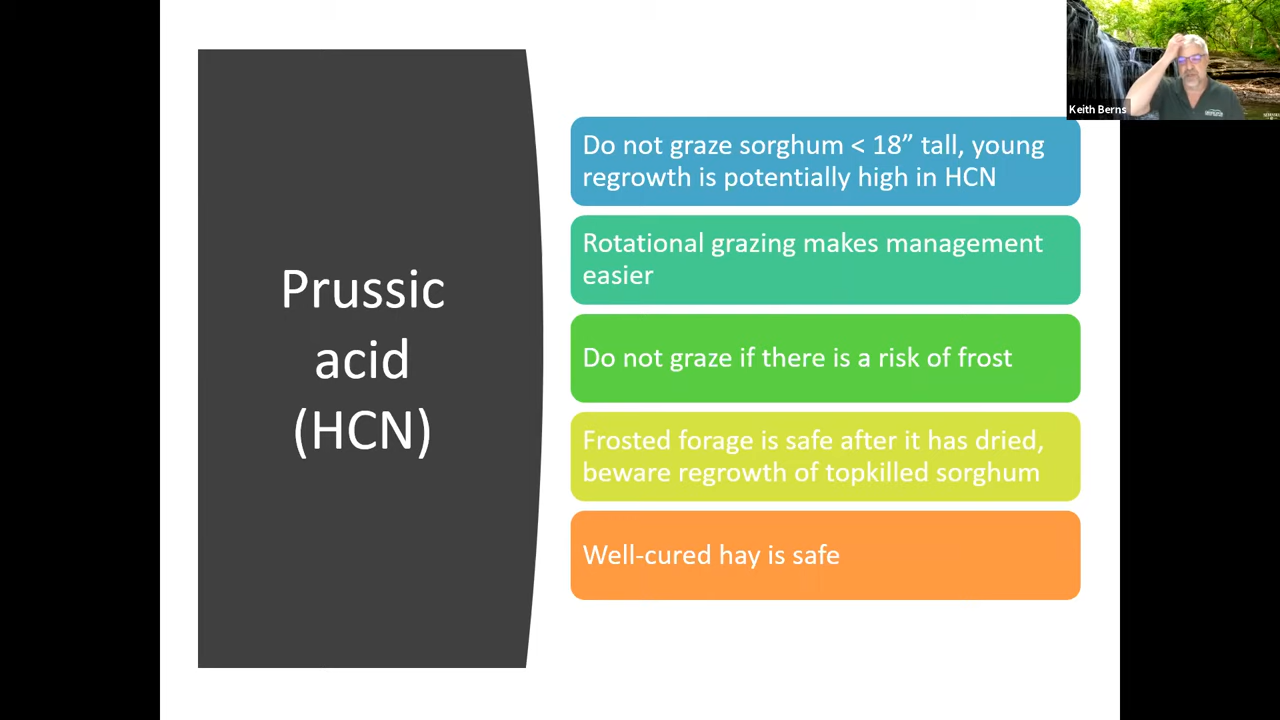 Prussic
acid
(HCN)
Do not graze sorghum < 18” tall, young
regrowth is potentially high in HCN
Rotational grazing makes management
easier
Do not graze if there is a risk of frost
Frosted forage is safe after it has dried,
beware regrowth of topkilled sorghum
Well-cured hay is safe
Keith Berns